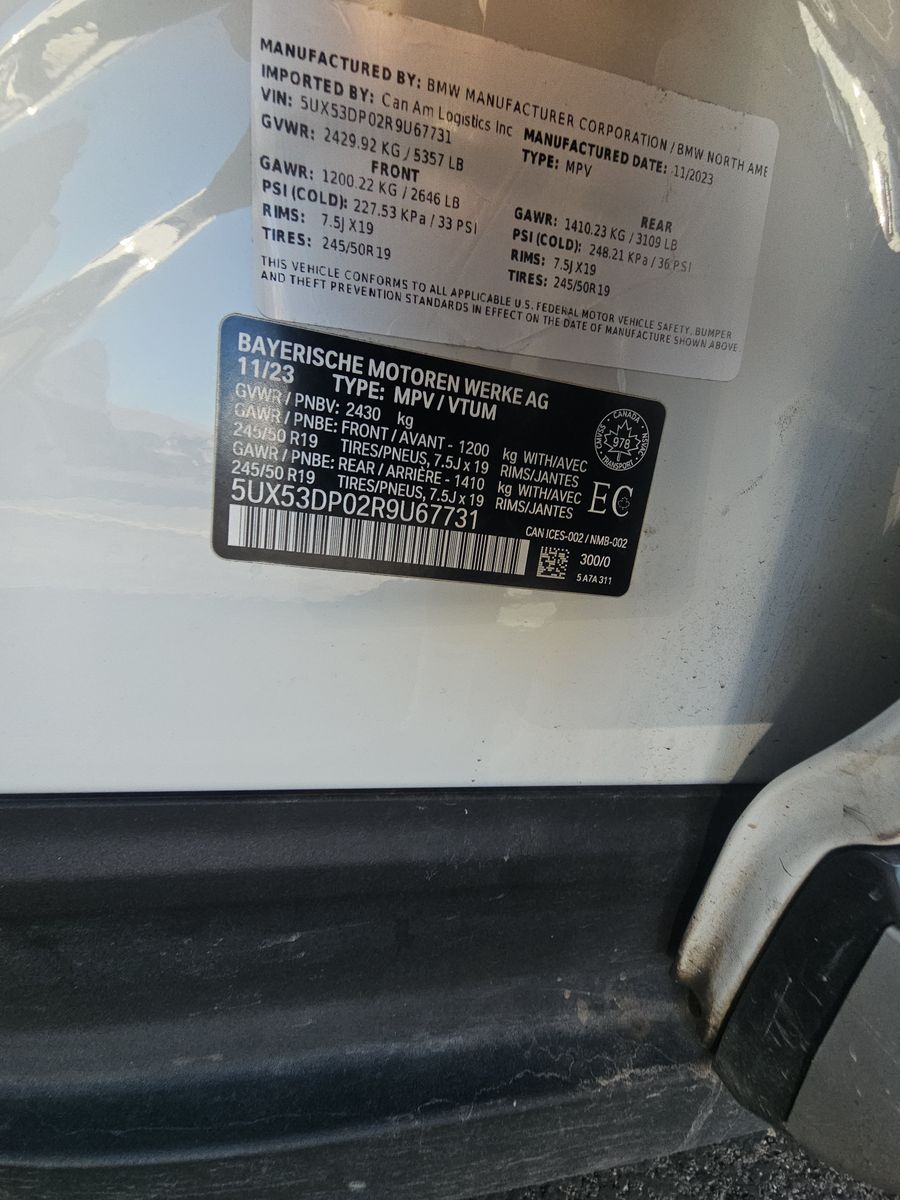 MANUFACTURED BY: BMW MANUFACTURER CORPORATION / BMW NORTH AME
IMPORTED BY: Can Am Logistics Inc MANUFACTURED DATE: 11/2023
VIN: 5UX53DP02R9U67731 TYPE: MPV
GVWR: 2429.92 KG / 5357 LB
FRONT REAR
GAWR: 1200.22 KG / 2646 LB GAWR: 1410.23 KG / 3109 LB
PSI (COLD): 227.53 KPa / 33 PSI PSI (COLD): 248.21 KPa / 36 PSI
RIMS: 7.5J X19 RIMS: 7.5J X19
TIRES: 245/50R19 TIRES: 245/50R19
THIS VEHICLE CONFORMS TO ALL APPLICABLE U.S. FEDERAL MOTOR VEHICLE SAFETY, BUMPER
AND THEFT PREVENTION STANDARDS IN EFFECT ON THE DATE OF MANUFACTURE SHOWN ABOVE.
BAYERISCHE MOTOREN WERKE AG
11/23 TYPE: MPV / VTUM
GVWR / PNBV: 2430 kg
GAWR / PNBE: FRONT / AVANT - 1200 kg WITH/AVEC
245/50 R19 TIRES/PNEUS, 7.5J x 19 RIMS/JANTES
GAWR / PNBE: REAR / ARRIÈRE - 1410 kg WITH/AVEC
245/50 R19 TIRES/PNEUS, 7.5J x 19 RIMS/JANTES
5UX53DP02R9U67731
CANADA
CMVSS 978 NSVAC
TRANSPORT
EC
CAN ICES-002 / NMB-002
300/0
5 A7A 311